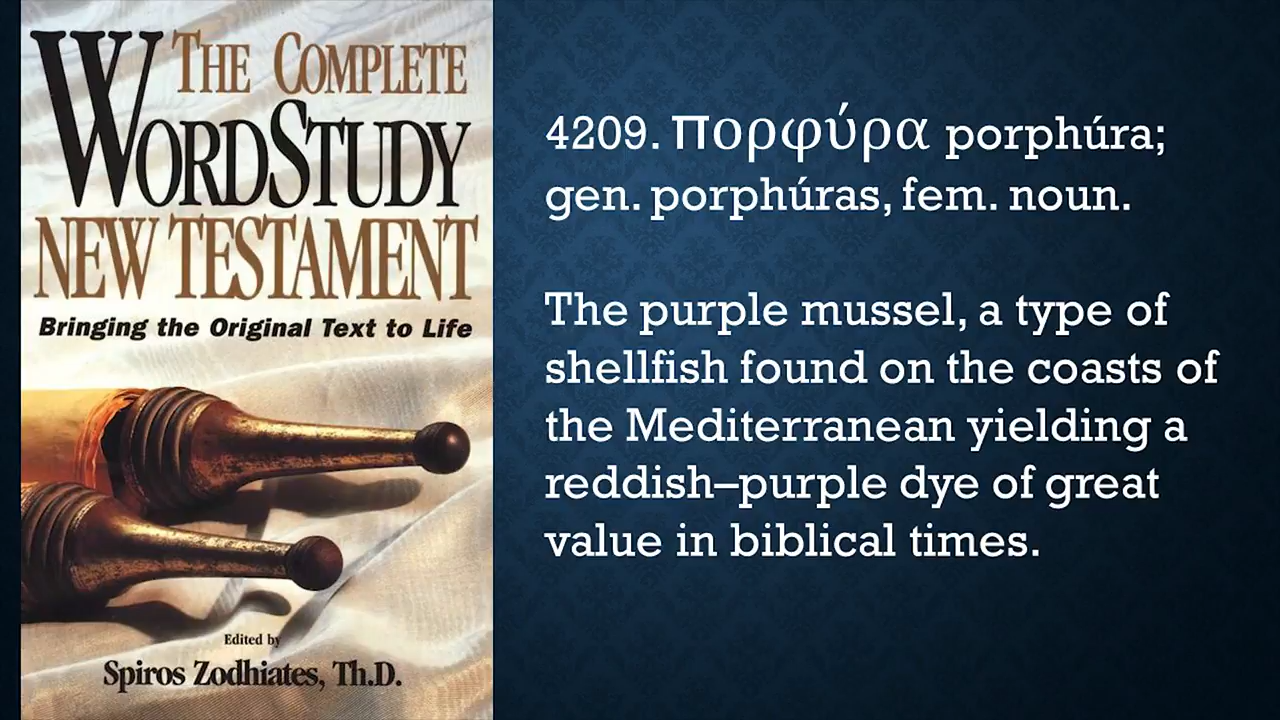 THE COMPLETE
WORDSTUDY
NEW TESTAMENT
Bringing the Original Text to Life
Edited by
Spiros Zodhiates, Th.D.
4209. πορφύρα porphúra;
gen. porphúras, fem. noun.
The purple mussel, a type of
shellfish found on the coasts of
the Mediterranean yielding a
reddish–purple dye of great
value in biblical times.